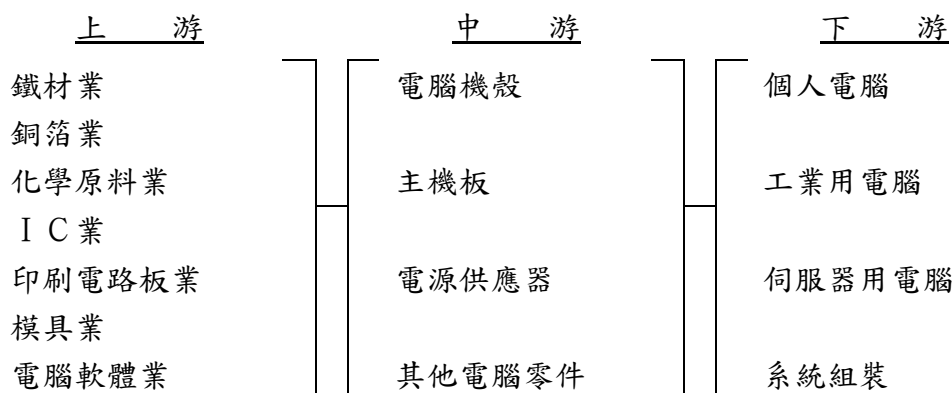 上 游 中 游 下 游
鐵材業 電腦機殼 個人電腦
銅箔業
化學原料業 主機板 工業用電腦
ＩＣ業
印刷電路板業 電源供應器 伺服器用電腦
模具業
電腦軟體業 其他電腦零件 系統組裝